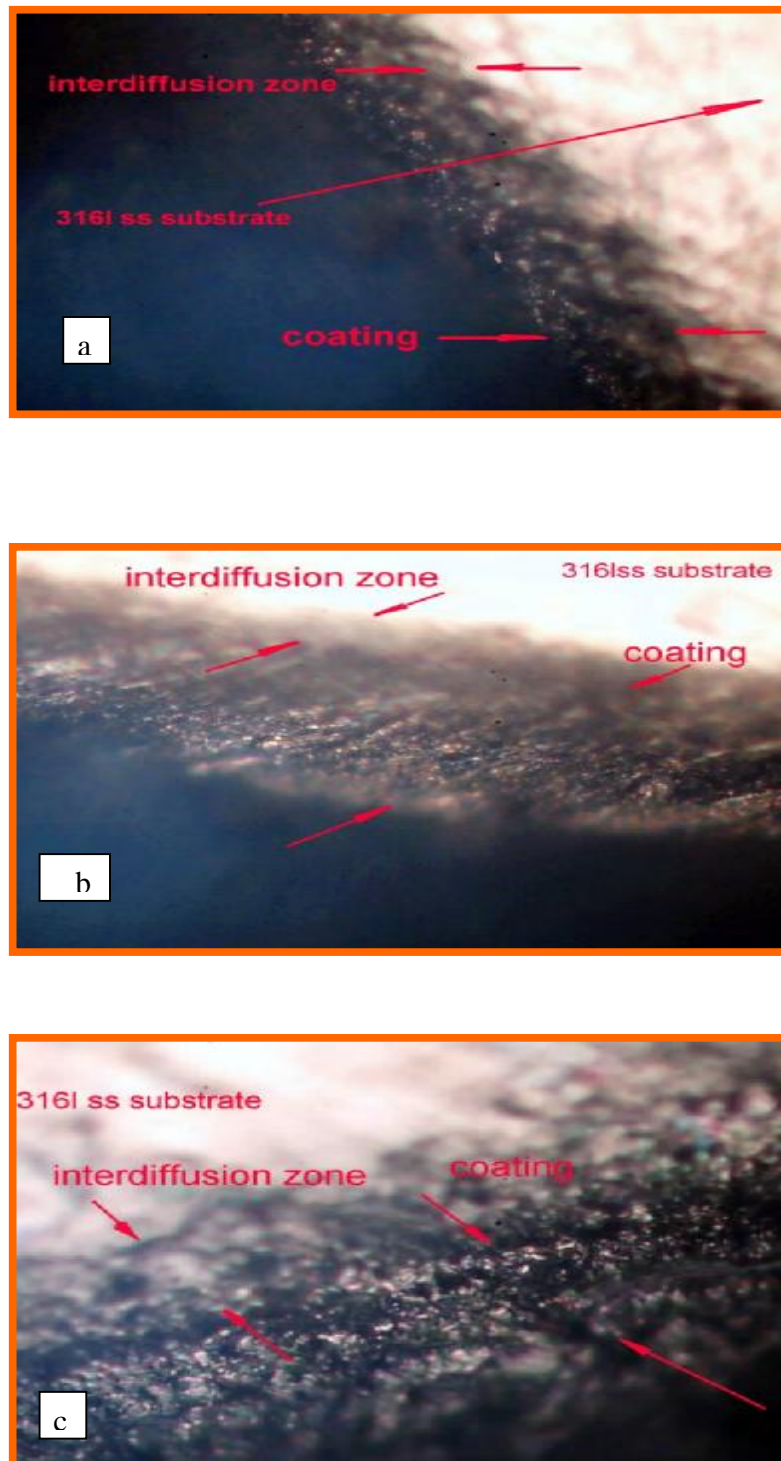 interdiffusion zone
316l ss substrate
coating
a
interdiffusion zone
316lss substrate
coating
b
316l ss substrate
interdiffusion zone
coating
c